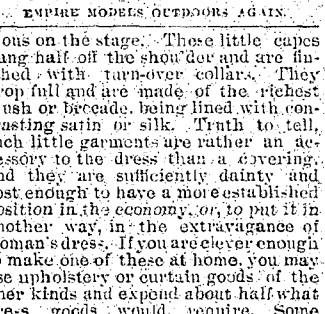 EMPIRE MODELS OUTDOORS AGAIN.
ous on the stage. These little capes
ang half off the shoulder and are fin-
shed with turn-over collars. They
rop full and are made of the richest
ush or brocade, being lined with con-
rasting satin or silk. Truth to tell,
uch little garments are rather an ac-
essory to the dress than a covering,
nd they are sufficiently dainty and
ost enough to have a more established
osition in the economy, or, to put it in
nother way, in the extravagance of
oman's dress. If you are clever enough
o make one of these at home, you may
se upholstery or curtain goods of the
her kinds and expend about half what
ress goods would require. Some